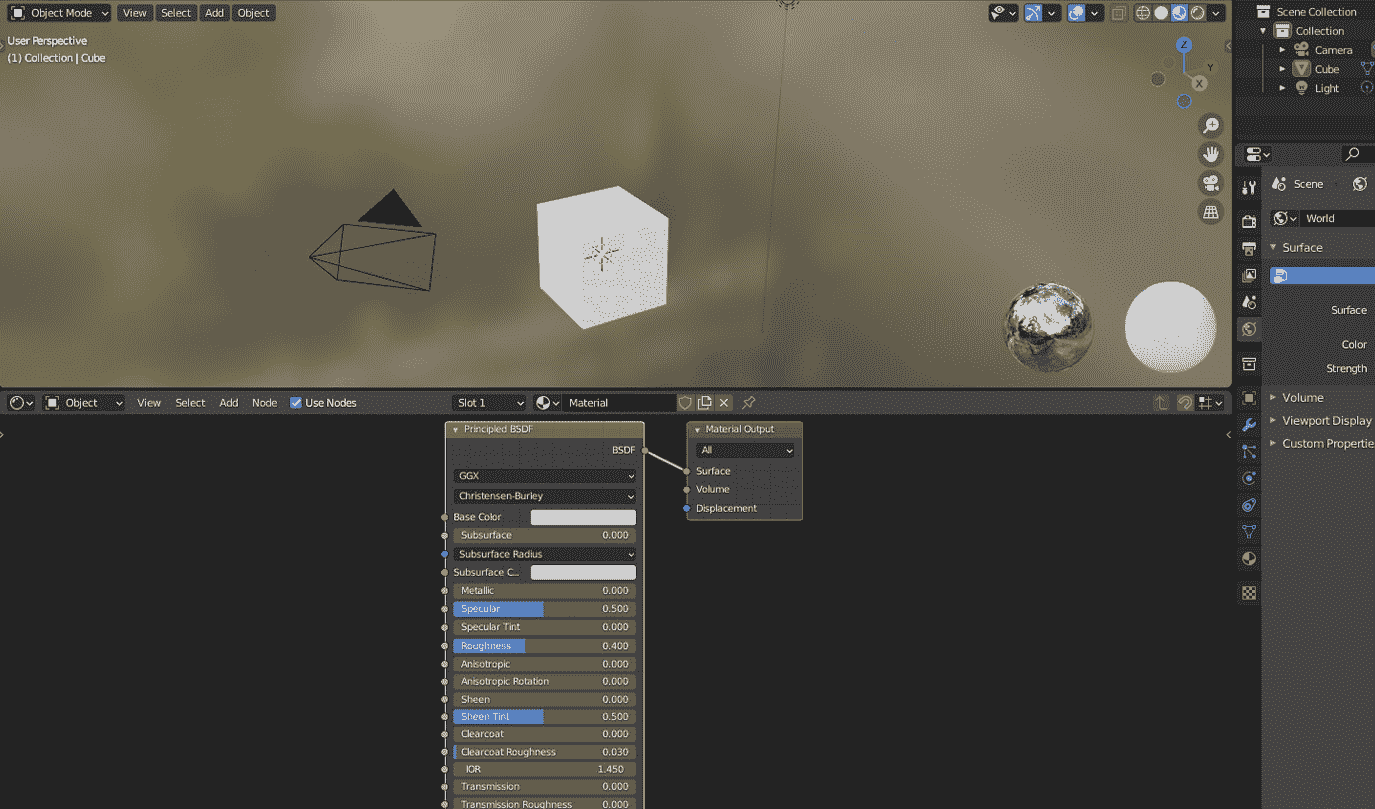 Object Mode View Select Add Object
User Perspective
(1) Collection | Cube
Z
Y
X
Scene Collection
Collection
Camera
Cube
Light
Scene
World
Surface
Surface
Color
Strength
Volume
Viewport Display
Custom Propertie
Object View Select Add Node Use Nodes Slot 1 Material
Principled BSDF
BSDF
GGX
Christensen-Burley
Base Color
Subsurface 0.000
Subsurface Radius
Subsurface C...
Metallic 0.000
Specular 0.500
Specular Tint 0.000
Roughness 0.400
Anisotropic 0.000
Anisotropic Rotation 0.000
Sheen 0.000
Sheen Tint 0.500
Clearcoat 0.000
Clearcoat Roughness 0.030
IOR 1.450
Transmission 0.000
Transmission Roughness 0.000
Material Output
All
Surface
Volume
Displacement